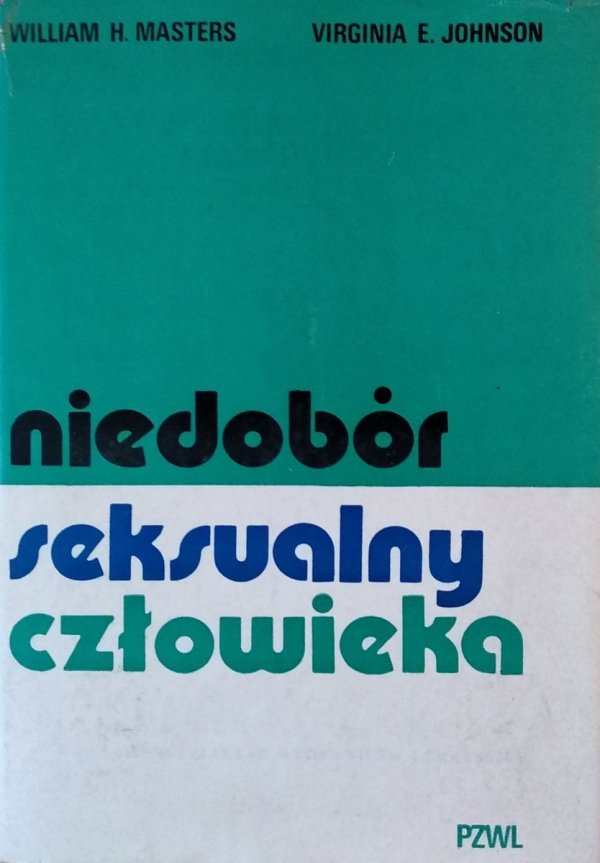 WILLIAM H. MASTERS VIRGINIA E. JOHNSON
niedobór
seksualny
człowieka
PZWL